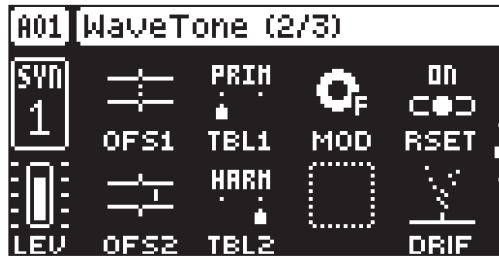 A01 WaveTone (2/3)
SYN PRIM ON
1 F
OFS1 TBL1 MOD RSET
HARM
LEV OFS2 TBL2 DRIF